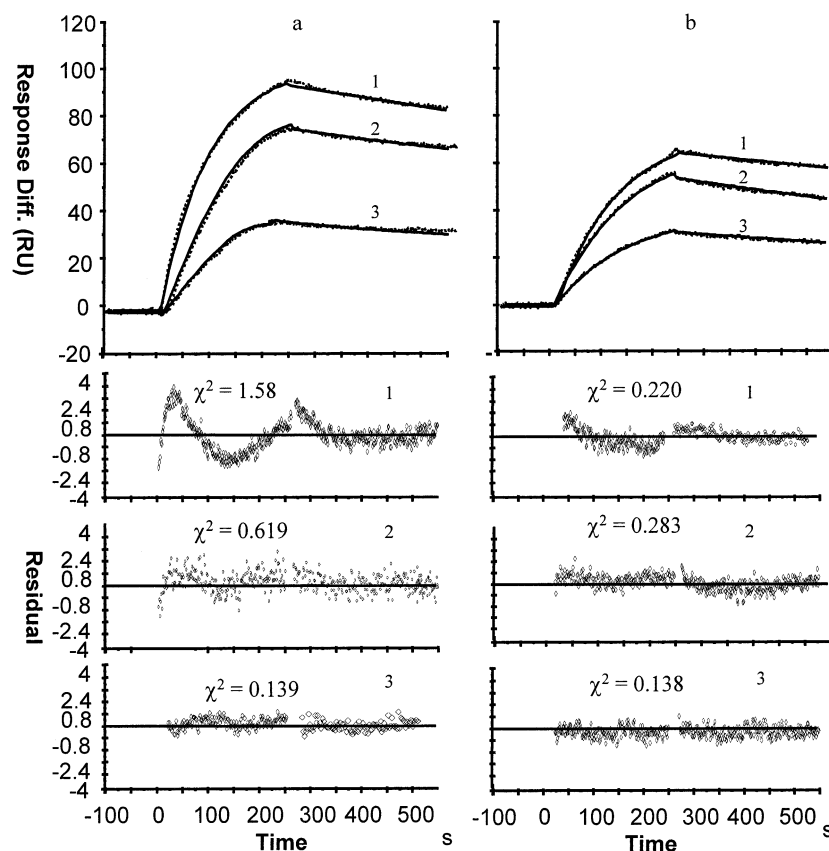 a
b
Response Diff. (RU)
120
100
80
60
40
20
0
-20
1
2
3
1
2
3
-
Residual
4
2.4
0.8
-0.8
-2.4
-4
χ² = 1.58
1
χ² = 0.220
1
4
2.4
0.8
-0.8
-2.4
-4
χ² = 0.619
2
χ² = 0.283
2
4
2.4
0.8
-0.8
-2.4
-4
χ² = 0.139
3
χ² = 0.138
3
-100 0 100 200 300 400 500 s
Time
-100 0 100 200 300 400 500 s
Time